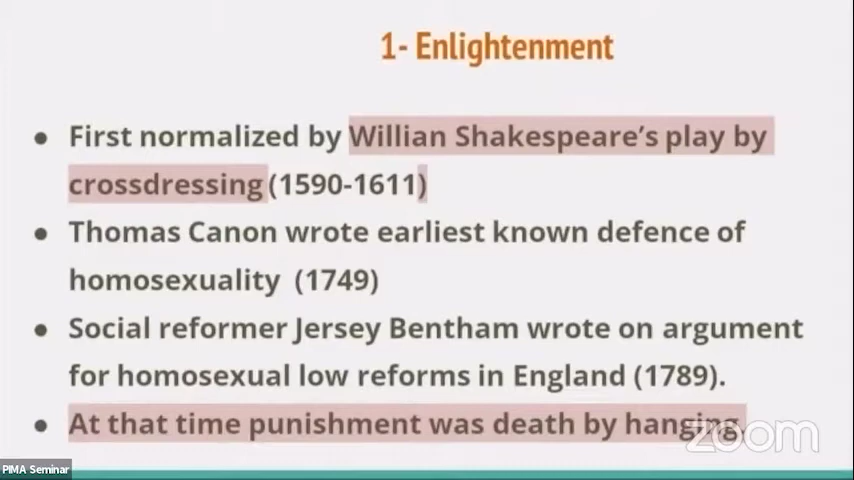 1- Enlightenment
● First normalized by Willian Shakespeare's play by
crossdressing (1590-1611)
● Thomas Canon wrote earliest known defence of
homosexuality (1749)
● Social reformer Jersey Bentham wrote on argument
for homosexual low reforms in England (1789).
● At that time punishment was death by hanging.
zoom
PIMA Seminar